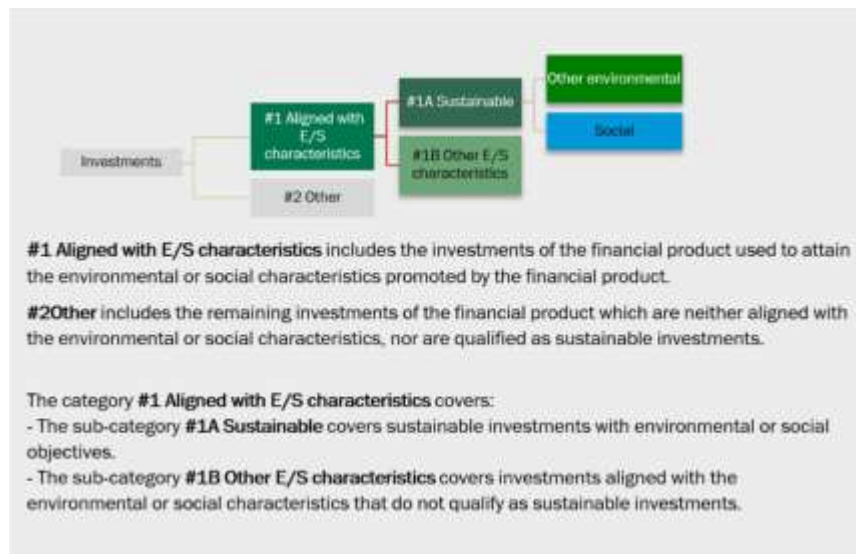 Other environmental
#1A Sustainable
#1 Aligned with
E/S
characteristics
Social
#1B Other E/S
characteristics
Investments
#2 Other
#1 Aligned with E/S characteristics includes the investments of the financial product used to attain
the environmental or social characteristics promoted by the financial product.
#2Other includes the remaining investments of the financial product which are neither aligned with
the environmental or social characteristics, nor are qualified as sustainable investments.
The category #1 Aligned with E/S characteristics covers:
- The sub-category #1A Sustainable covers sustainable investments with environmental or social
objectives.
- The sub-category #1B Other E/S characteristics covers investments aligned with the
environmental or social characteristics that do not qualify as sustainable investments.